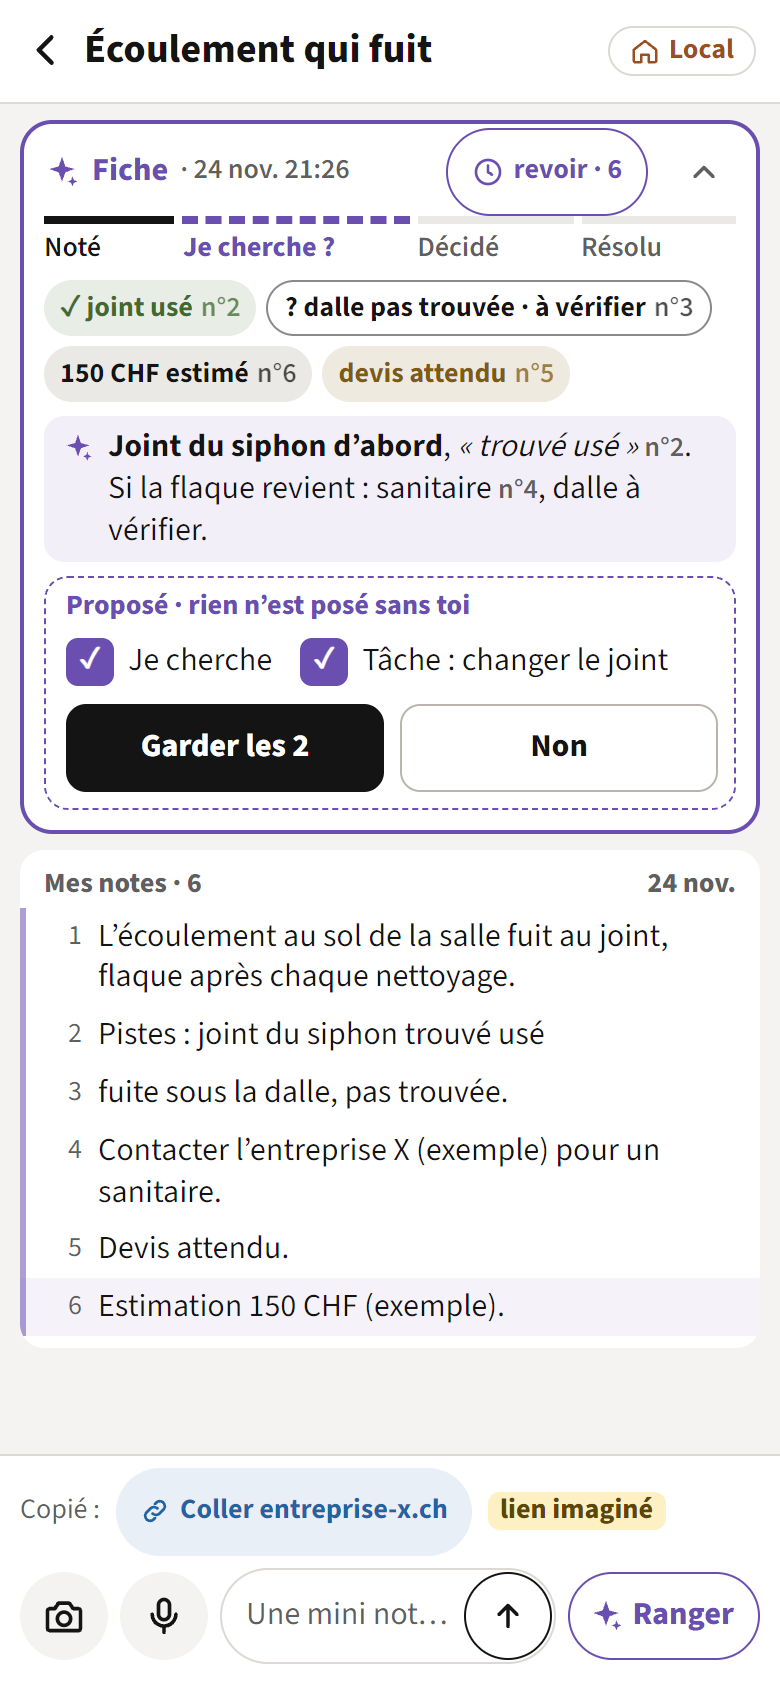 Écoulement qui fuit
Local
Fiche · 24 nov. 21:26
revoir · 6
Noté
Je cherche ?
Décidé
Résolu
✓ joint usé n°2
? dalle pas trouvée · à vérifier n°3
150 CHF estimé n°6
devis attendu n°5
Joint du siphon d’abord, « trouvé usé » n°2.
Si la flaque revient : sanitaire n°4, dalle à
vérifier.
Proposé · rien n’est posé sans toi
✓ Je cherche
✓ Tâche : changer le joint
Garder les 2
Non
Mes notes · 6
24 nov.
1 L’écoulement au sol de la salle fuit au joint,
flaque après chaque nettoyage.
2 Pistes : joint du siphon trouvé usé
3 fuite sous la dalle, pas trouvée.
4 Contacter l’entreprise X (exemple) pour un
sanitaire.
5 Devis attendu.
6 Estimation 150 CHF (exemple).
Copié :
Coller entreprise-x.ch
lien imaginé
Une mini not…
Ranger